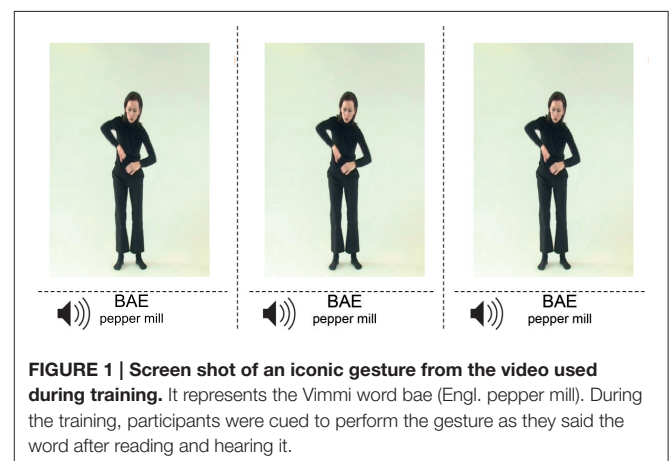 BAE
pepper mill
BAE
pepper mill
BAE
pepper mill
FIGURE 1 | Screen shot of an iconic gesture from the video used
during training. It represents the Vimmi word bae (Engl. pepper mill). During
the training, participants were cued to perform the gesture as they said the
word after reading and hearing it.